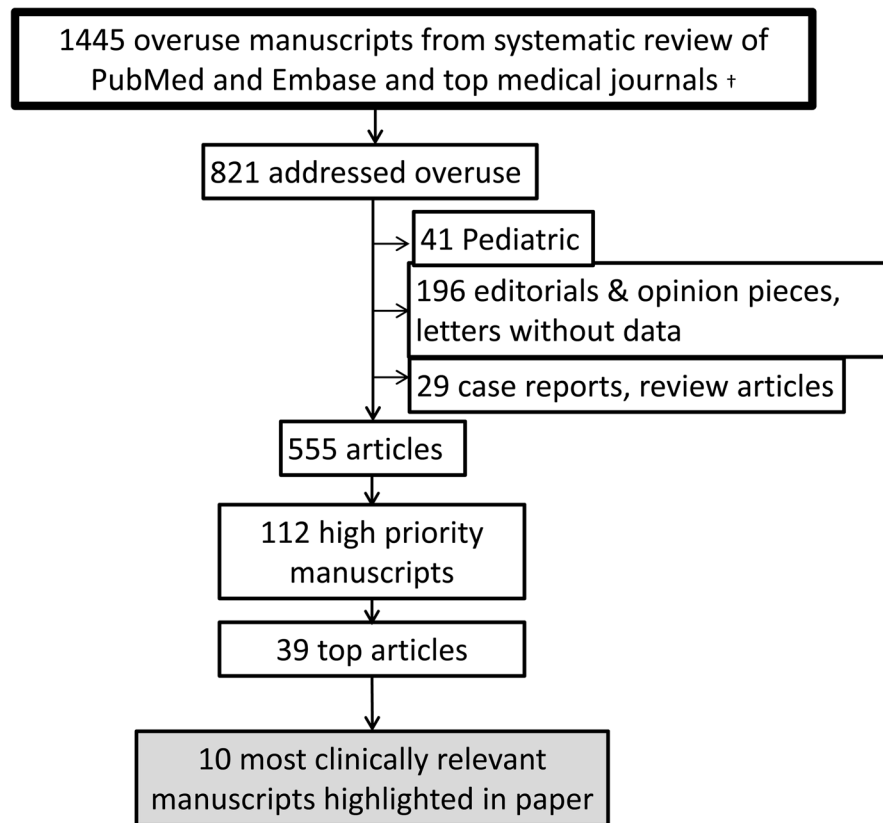 1445 overuse manuscripts from systematic review of
PubMed and Embase and top medical journals †
821 addressed overuse
41 Pediatric
196 editorials & opinion pieces,
letters without data
29 case reports, review articles
555 articles
112 high priority
manuscripts
39 top articles
10 most clinically relevant
manuscripts highlighted in paper